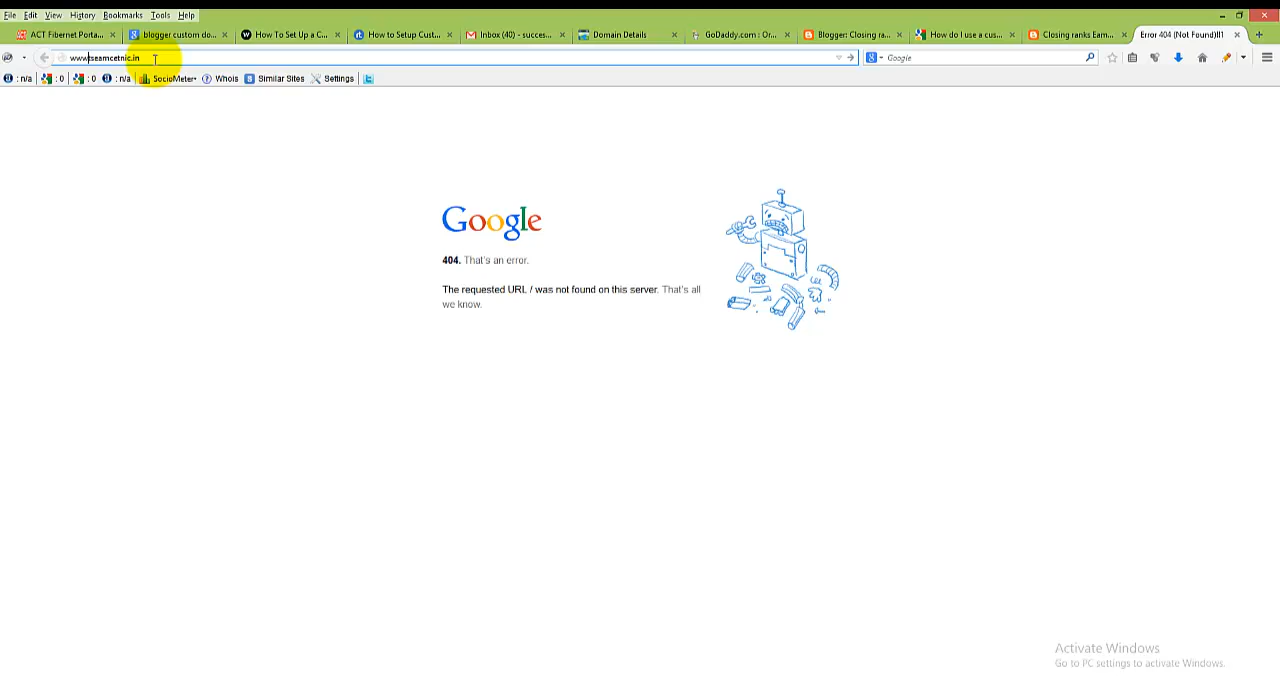 File Edit View History Bookmarks Tools Help
ACT Fibernet Porta... × blogger custom do... × How To Set Up a C... × How to Setup Cust... × Inbox (40) - succes... × Domain Details × GoDaddy.com : Or... × Blogger: Closing ra... × How do I use a cus... × Closing ranks Eam... × Error 404 (Not Found)!!1 × +
tseamcetnic.in Google
: n/a : 0 : 0 : n/a SocioMeter Whois Similar Sites Settings
Google
404. That's an error.
The requested URL / was not found on this server. That's all
we know.
Activate Windows
Go to PC settings to activate Windows.